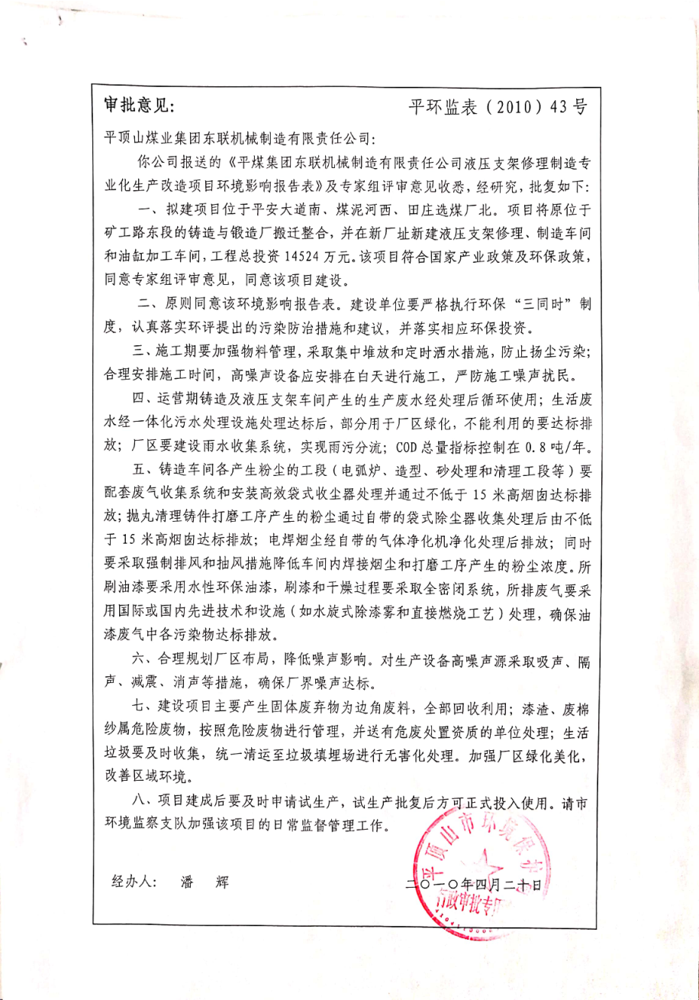 审批意见：
平环监表（2010）43号
平顶山煤业集团东联机械制造有限责任公司：
你公司报送的《平煤集团东联机械制造有限责任公司液压支架修理制造专
业化生产改造项目环境影响报告表》及专家组评审意见收悉，经研究，批复如下：
一、拟建项目位于平安大道南、煤泥河西、田庄选煤厂北。项目将原位于
矿工路东段的铸造与锻造厂搬迁整合，并在新厂址新建液压支架修理、制造车间
和油缸加工车间，工程总投资14524万元。该项目符合国家产业政策及环保政策，
同意专家组评审意见，同意该项目建设。
二、原则同意该环境影响报告表。建设单位要严格执行环保“三同时”制
度，认真落实环评提出的污染防治措施和建议，并落实相应环保投资。
三、施工期要加强物料管理，采取集中堆放和定时洒水措施，防止扬尘污染；
合理安排施工时间，高噪声设备应安排在白天进行施工，严防施工噪声扰民。
四、运营期铸造及液压支架车间产生的生产废水经处理后循环使用；生活废
水经一体化污水处理设施处理达标后，部分用于厂区绿化，不能利用的要达标排
放；厂区要建设雨水收集系统，实现雨污分流；COD总量指标控制在0.8吨/年。
五、铸造车间各产生粉尘的工段（电弧炉、造型、砂处理和清理工段等）要
配套废气收集系统和安装高效袋式收尘器处理并通过不低于15米高烟囱达标排
放；抛丸清理铸件打磨工序产生的粉尘通过自带的袋式除尘器收集处理后由不低
于15米高烟囱达标排放；电焊烟尘经自带的气体净化机净化处理后排放；同时
要采取强制排风和抽风措施降低车间内焊接烟尘和打磨工序产生的粉尘浓度。所
刷油漆要采用水性环保油漆，刷漆和干燥过程要采取全密闭系统，所排废气要采
用国际或国内先进技术和设施（如水旋式除漆雾和直接燃烧工艺）处理，确保油
漆废气中各污染物达标排放。
六、合理规划厂区布局，降低噪声影响。对生产设备高噪声源采取吸声、隔
声、减震、消声等措施，确保厂界噪声达标。
七、建设项目主要产生固体废弃物为边角废料，全部回收利用；漆渣、废棉
纱属危险废物，按照危险废物进行管理，并送有危废处置资质的单位处理；生活
垃圾要及时收集，统一清运至垃圾填埋场进行无害化处理。加强厂区绿化美化，
改善区域环境。
八、项目建成后要及时申请试生产，试生产批复后方可正式投入使用。请市
环境监察支队加强该项目的日常监督管理工作。
平顶山市环境保护
经办人：潘 辉
二〇一〇年四月二十日
行政审批专用